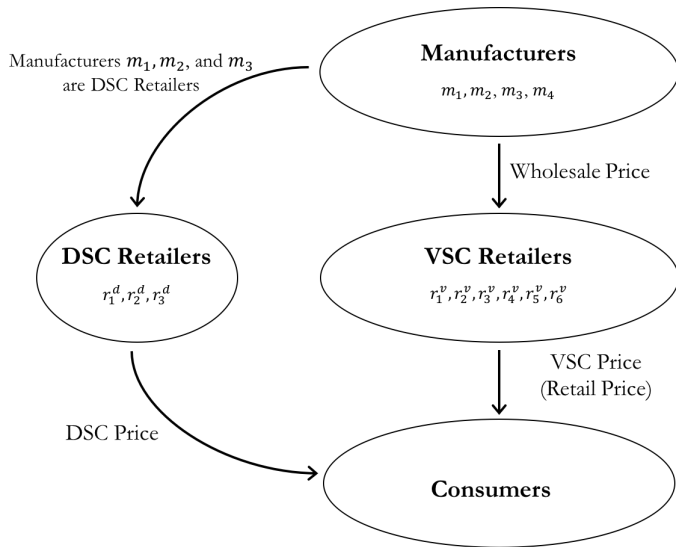 Manufacturers m₁, m₂, and m₃
are DSC Retailers
Manufacturers
m₁, m₂, m₃, m₄
Wholesale Price
DSC Retailers
r₁ᵈ, r₂ᵈ, r₃ᵈ
VSC Retailers
r₁ᵛ, r₂ᵛ, r₃ᵛ, r₄ᵛ, r₅ᵛ, r₆ᵛ
VSC Price
(Retail Price)
DSC Price
Consumers